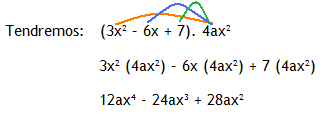 Tendremos: (3x² - 6x + 7). 4ax²
3x² (4ax²) - 6x (4ax²) + 7 (4ax²)
12ax⁴ - 24ax³ + 28ax²